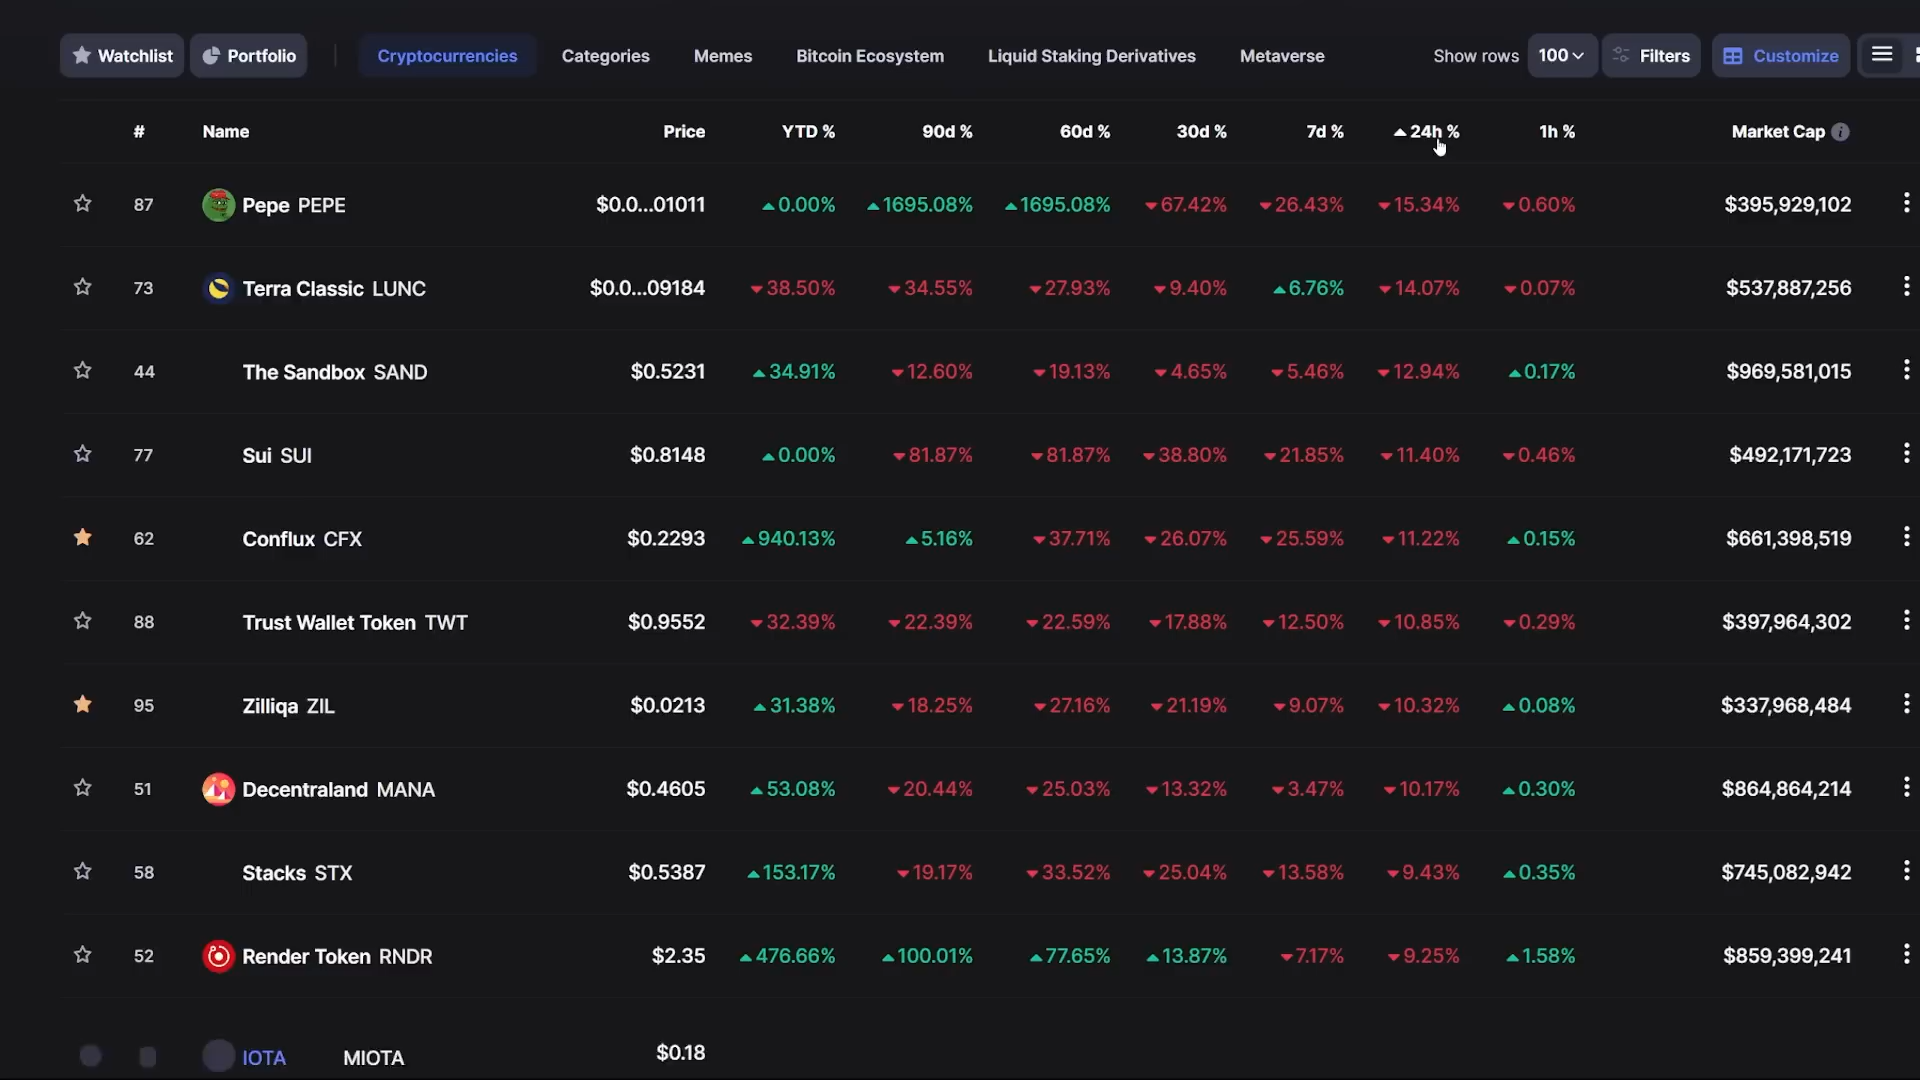 Watchlist Portfolio Cryptocurrencies Categories Memes Bitcoin Ecosystem Liquid Staking Derivatives Metaverse Show rows 100 Filters Customize
# Name Price YTD % 90d % 60d % 30d % 7d % ▲ 24h % 1h % Market Cap i
87 Pepe PEPE $0.0...01011 ▲0.00% ▲1695.08% ▲1695.08% ▼67.42% ▼26.43% ▼15.34% ▼0.60% $395,929,102
73 Terra Classic LUNC $0.0...09184 ▼38.50% ▼34.55% ▼27.93% ▼9.40% ▲6.76% ▼14.07% ▼0.07% $537,887,256
44 The Sandbox SAND $0.5231 ▲34.91% ▼12.60% ▼19.13% ▼4.65% ▼5.46% ▼12.94% ▲0.17% $969,581,015
77 Sui SUI $0.8148 ▲0.00% ▼81.87% ▼81.87% ▼38.80% ▼21.85% ▼11.40% ▼0.46% $492,171,723
62 Conflux CFX $0.2293 ▲940.13% ▲5.16% ▼37.71% ▼26.07% ▼25.59% ▼11.22% ▲0.15% $661,398,519
88 Trust Wallet Token TWT $0.9552 ▼32.39% ▼22.39% ▼22.59% ▼17.88% ▼12.50% ▼10.85% ▼0.29% $397,964,302
95 Zilliqa ZIL $0.0213 ▲31.38% ▼18.25% ▼27.16% ▼21.19% ▼9.07% ▼10.32% ▲0.08% $337,968,484
51 Decentraland MANA $0.4605 ▲53.08% ▼20.44% ▼25.03% ▼13.32% ▼3.47% ▼10.17% ▲0.30% $864,864,214
58 Stacks STX $0.5387 ▲153.17% ▼19.17% ▼33.52% ▼25.04% ▼13.58% ▼9.43% ▲0.35% $745,082,942
52 Render Token RNDR $2.35 ▲476.66% ▲100.01% ▲77.65% ▲13.87% ▼7.17% ▼9.25% ▲1.58% $859,399,241
IOTA MIOTA $0.18